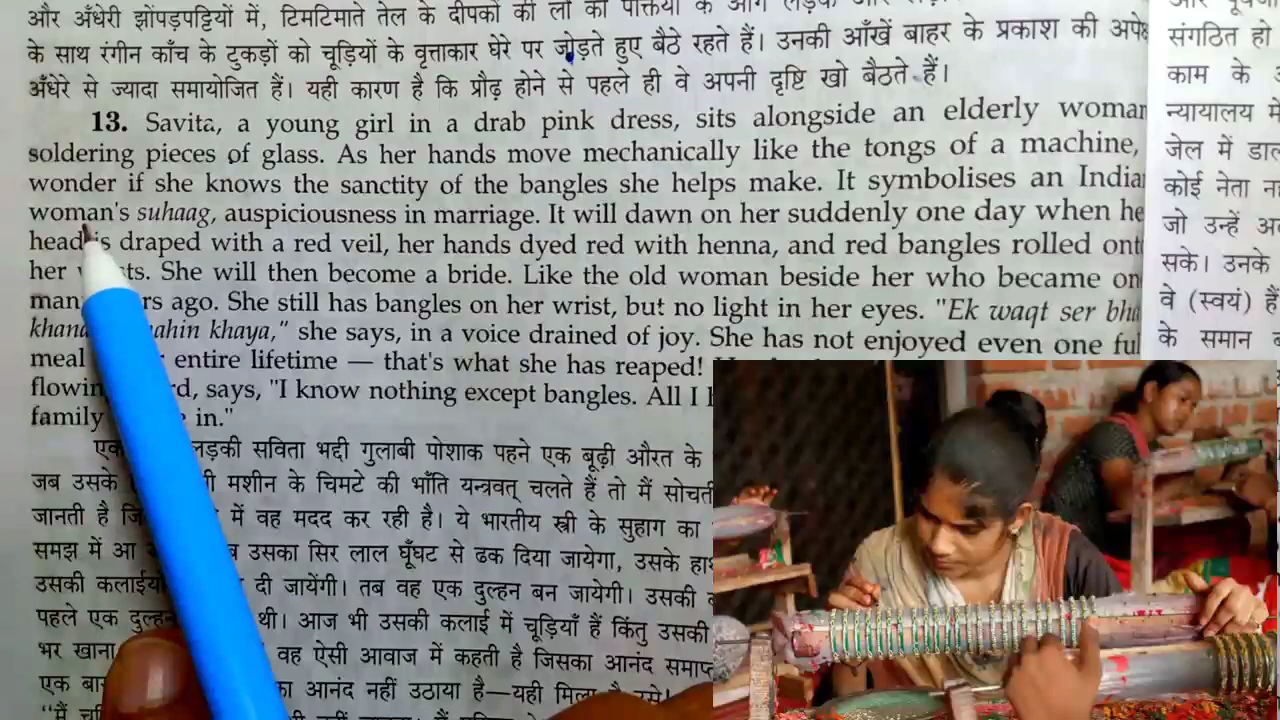 और अँधेरी झोंपड़पट्टियों में, टिमटिमाते तेल के दीपकों की लौ की पंक्तियों के आगे लड़के और
के साथ रंगीन काँच के टुकड़ों को चूड़ियों के वृत्ताकार घेरे पर जोड़ते हुए बैठे रहते हैं। उनकी आँखें बाहर के प्रकाश की
अँधेरे से ज्यादा समायोजित हैं। यही कारण है कि प्रौढ़ होने से पहले ही वे अपनी दृष्टि खो बैठते हैं।
13. Savita, a young girl in a drab pink dress, sits alongside an elderly woman
soldering pieces of glass. As her hands move mechanically like the tongs of a machine,
wonder if she knows the sanctity of the bangles she helps make. It symbolises an India
woman's suhaag, auspiciousness in marriage. It will dawn on her suddenly one day when he
head is draped with a red veil, her hands dyed red with henna, and red bangles rolled ont
her sts. She will then become a bride. Like the old woman beside her who became on
man rs ago. She still has bangles on her wrist, but no light in her eyes. "Ek waqt ser bha
khana nahin khaya," she says, in a voice drained of joy. She has not enjoyed even one ful
meal entire lifetime — that's what she has reaped!
flowin d, says, "I know nothing except bangles. All I
family in."
एक लड़की सविता भद्दी गुलाबी पोशाक पहने एक बूढ़ी औरत के
जब उसके मशीन के चिमटे की भाँति यन्त्रवत् चलते हैं तो मैं सोचती
जानती है में वह मदद कर रही है। ये भारतीय स्त्री के सुहाग का
समझ में आ उसका सिर लाल घूँघट से ढक दिया जायेगा, उसके
उसकी कलाईयों दी जायेंगी। तब वह एक दुल्हन बन जायेगी। उसकी
पहले एक दुल्हन थी। आज भी उसकी कलाई में चूड़ियाँ हैं किंतु उसकी
भर खाना वह ऐसी आवाज में कहती है जिसका आनंद
एक बार का आनंद नहीं उठाया है—यही मिला
संगठित हो
काम के
न्यायालय में
जेल में
कोई नेता
जो उन्हें
सके। उनके
वे (स्वयं) हैं
के समान